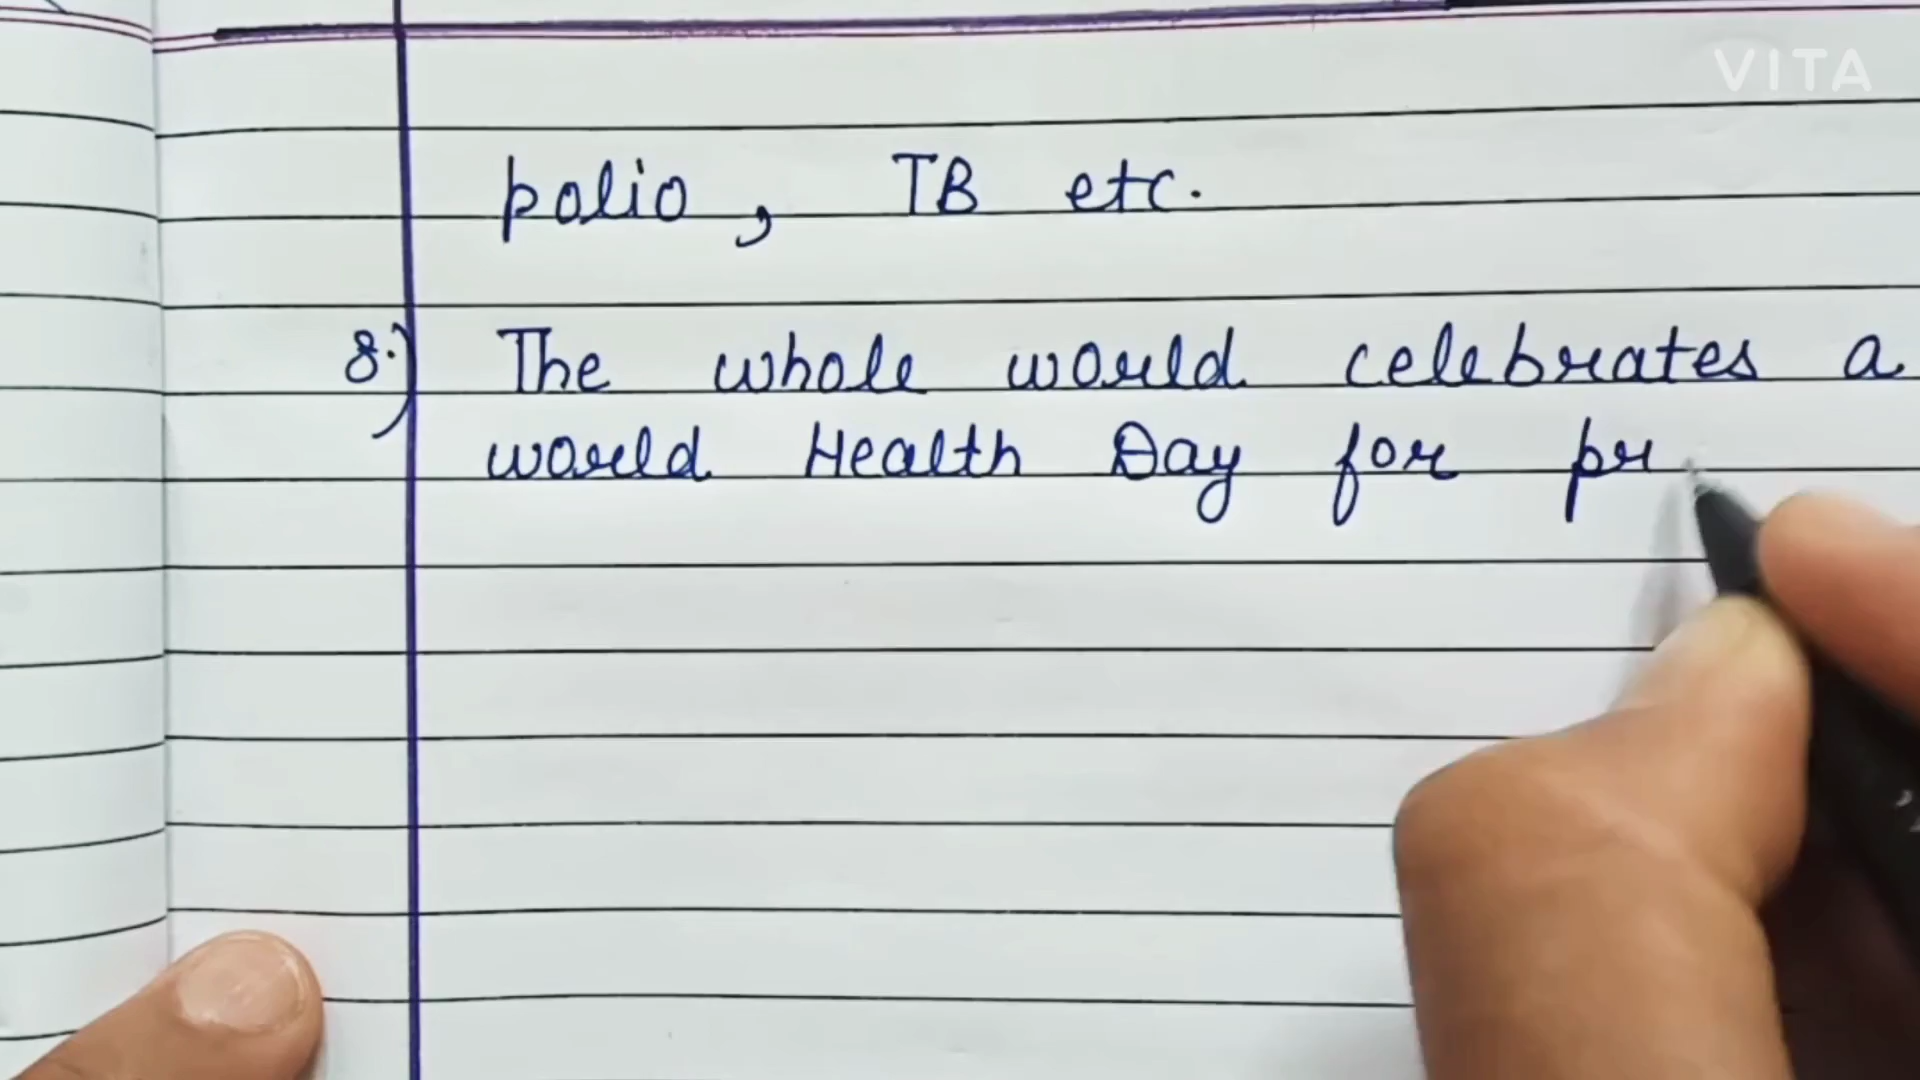 VITA
polio, TB etc.
8.) The whole world celebrates a
world Health Day for pr